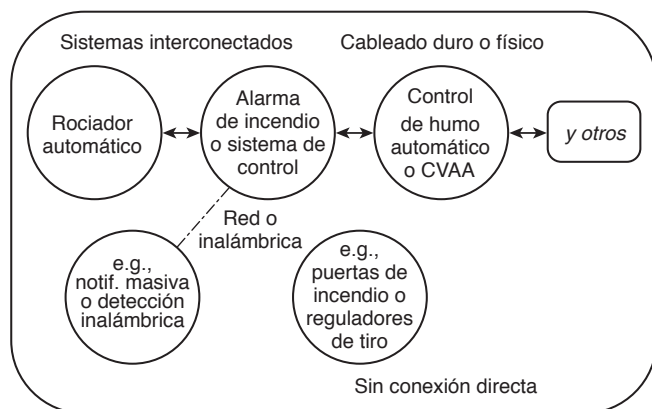 Sistemas interconectados
Cableado duro o físico
Rociador
automático
Alarma
de incendio
o sistema de
control
Control
de humo
automático
o CVAA
y otros
Red o
inalámbrica
e.g.,
notif. masiva
o detección
inalámbrica
e.g.,
puertas de
incendio o
reguladores
de tiro
Sin conexión directa